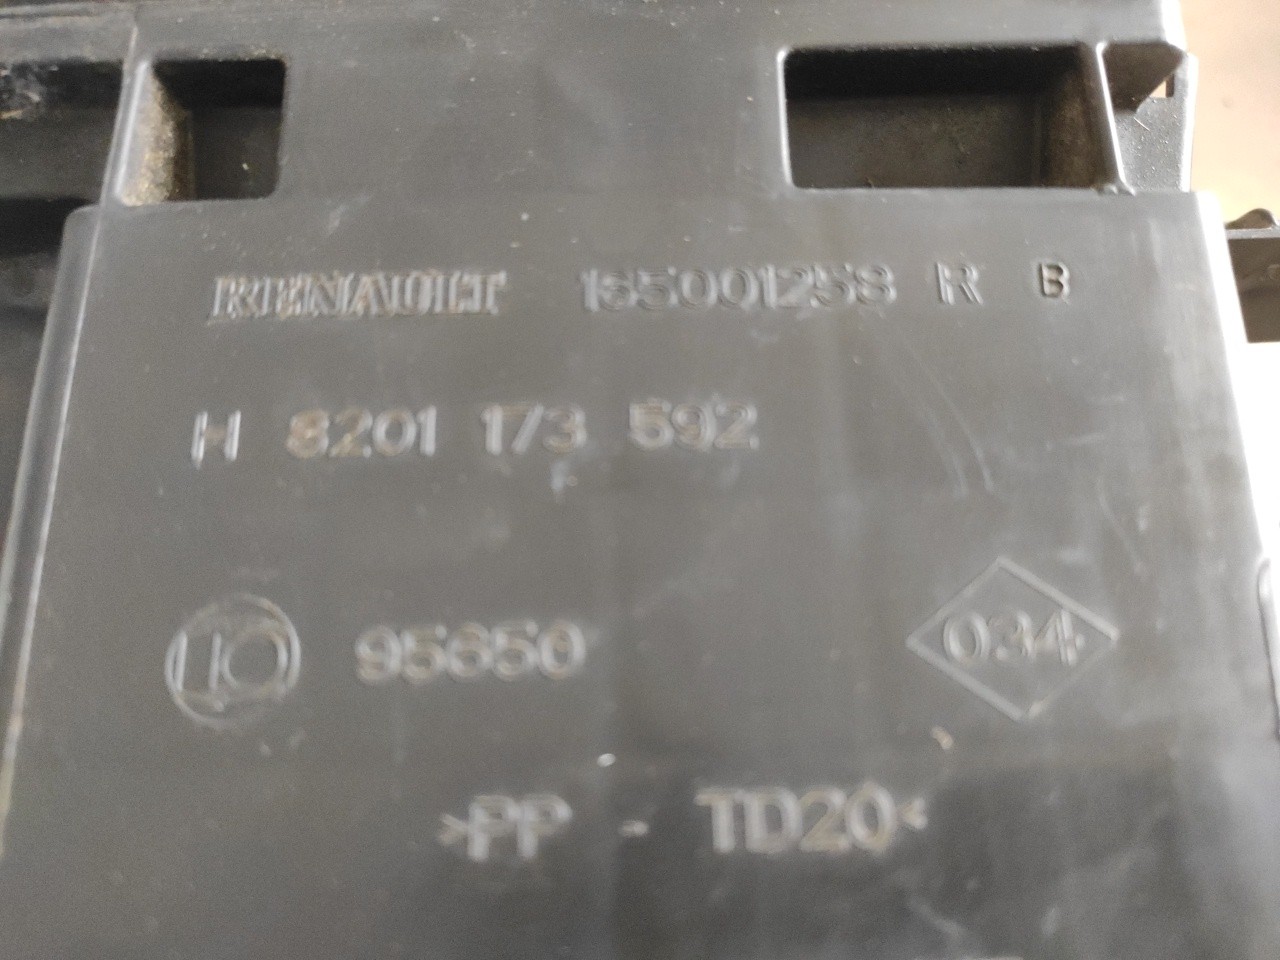 RENAULT 165001258 R B
H 8201 173 592
95650 034
>PP - TD20<